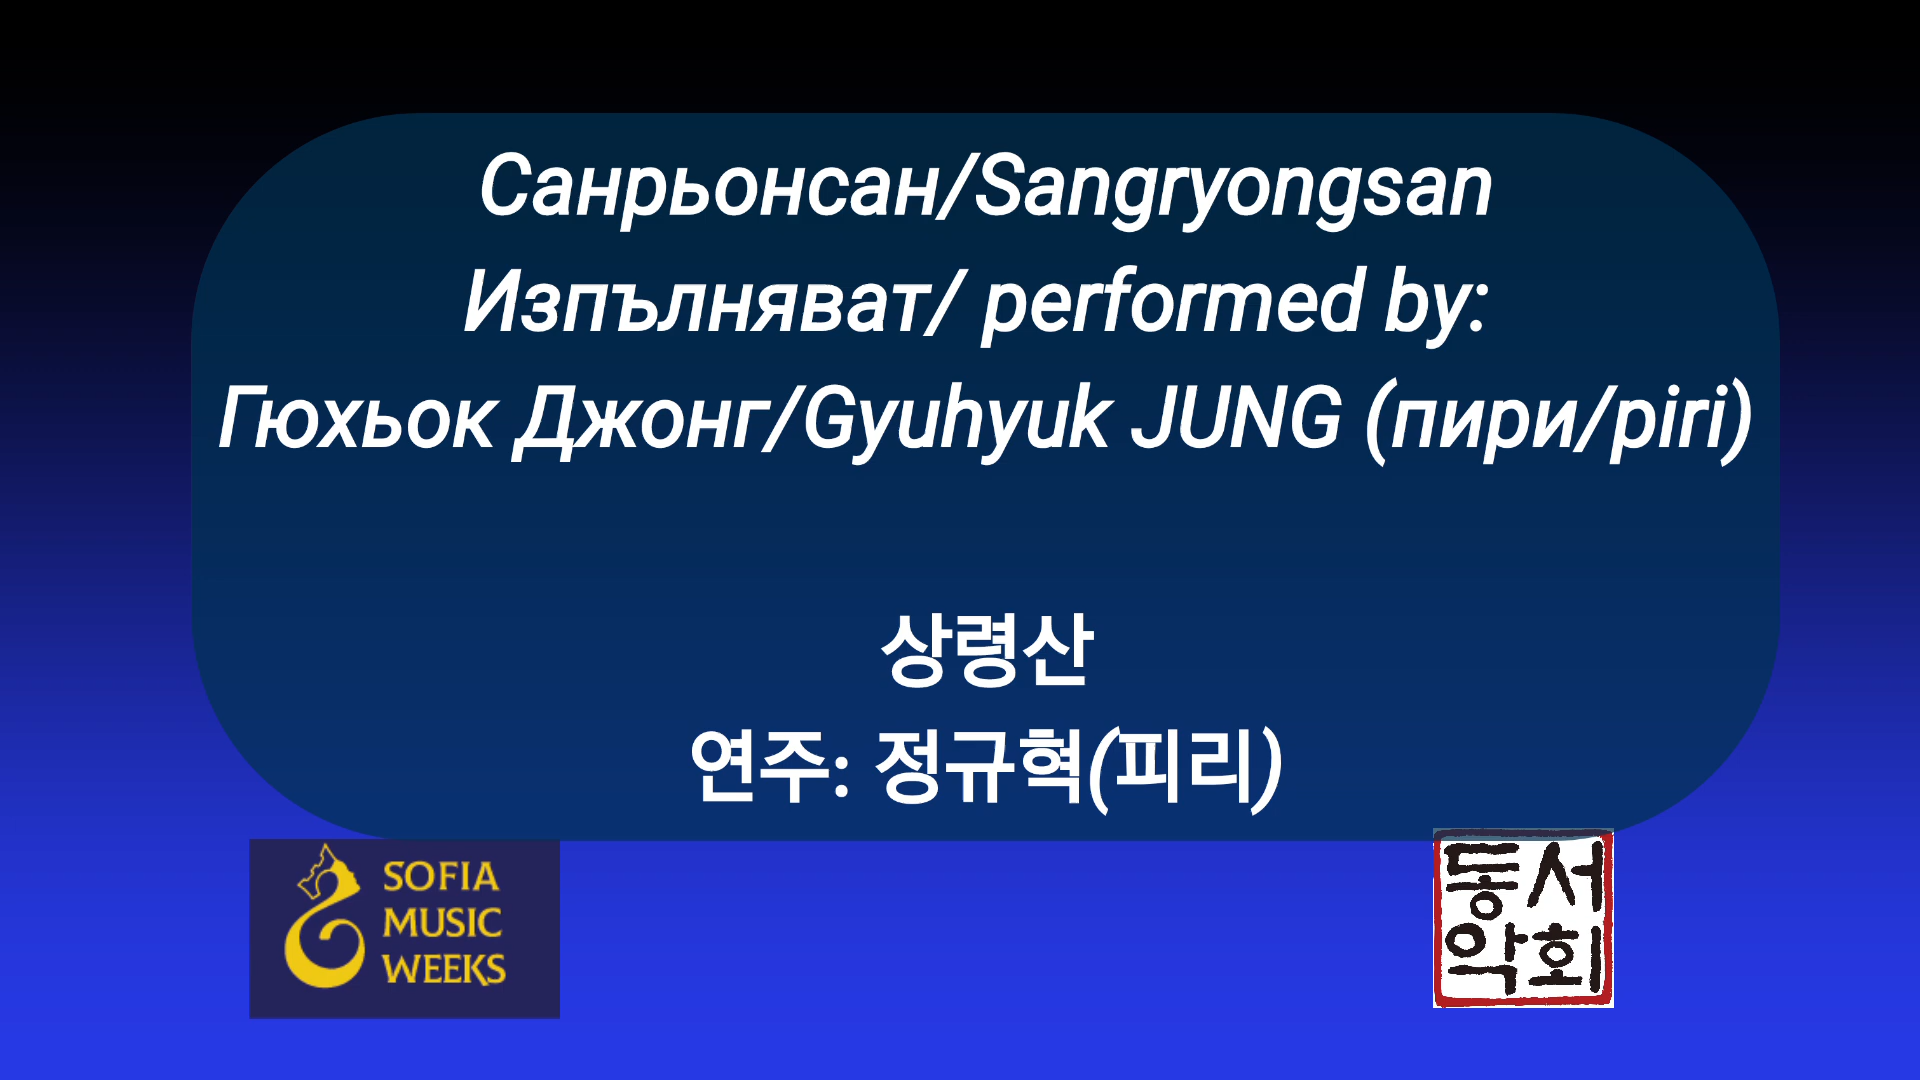 Санрьонсан/Sangryongsan
Изпълняват/ performed by:
Гюхьок Джонг/Gyuhyuk JUNG (пири/piri)
상령산
연주: 정규혁(피리)
SOFIA
MUSIC
WEEKS
동서
악회